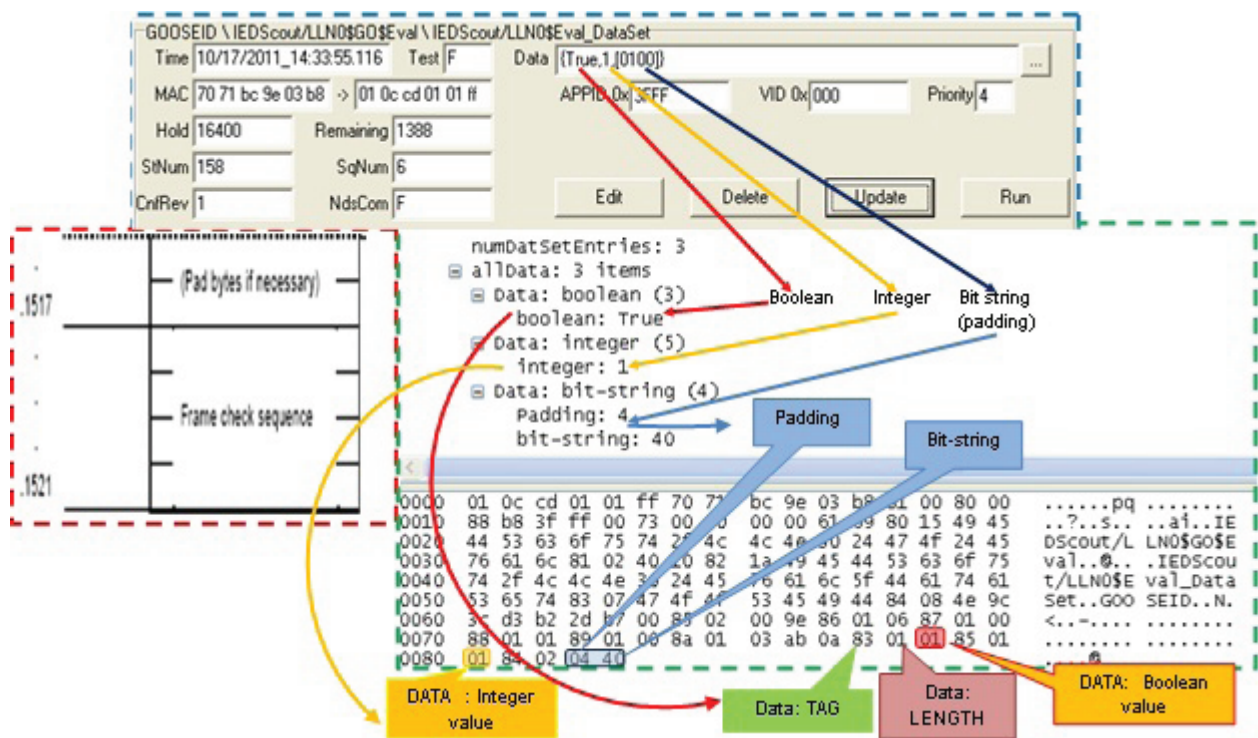 GOOSEID \ IEDScout/LLN0$GO$Eval \ IEDScout/LLN0$Eval_DataSet
Time 10/17/2011_14:33:55.116 Test F Data {True,1,[0100]} ...
MAC 70 71 bc 9e 03 b8 -> 01 0c cd 01 01 ff APPID 0x 3FFF VID 0x 000 Priority 4
Hold 16400 Remaining 1388
StNum 158 SqNum 6
CnfRev 1 NdsCom F Edit Delete Update Run
(Pad bytes if necessary)
.1517
Frame check sequence
.1521
numDatSetEntries: 3
allData: 3 items
Data: boolean (3)
boolean: True
Data: integer (5)
integer: 1
Data: bit-string (4)
Padding: 4
bit-string: 40
Boolean
Integer
Bit string
(padding)
Padding
Bit-string
0000 01 0c cd 01 01 ff 70 71 bc 9e 03 b8 81 00 80 00 ......pq ........
0010 88 b8 3f ff 00 73 00 00 00 00 61 69 80 15 49 45 ..?..s.. ..ai..IE
0020 44 53 63 6f 75 74 2f 4c 4c 4e 30 24 47 4f 24 45 DScout/L LN0$GO$E
0030 76 61 6c 81 02 40 10 82 1a 49 45 44 53 63 6f 75 val..@.. .IEDScou
0040 74 2f 4c 4c 4e 30 24 45 76 61 6c 5f 44 61 74 61 t/LLN0$E val_Data
0050 53 65 74 83 07 47 4f 4f 53 45 49 44 84 08 4e 9c Set..GOO SEID..N.
0060 3c d3 b2 2d b7 00 85 02 00 9e 86 01 06 87 01 00 <..-.... ........
0070 88 01 01 89 01 00 8a 01 03 ab 0a 83 01 01 85 01 ........ ........
0080 01 84 02 04 40 ....@
DATA : Integer
value
Data: TAG
Data:
LENGTH
DATA: Boolean
value